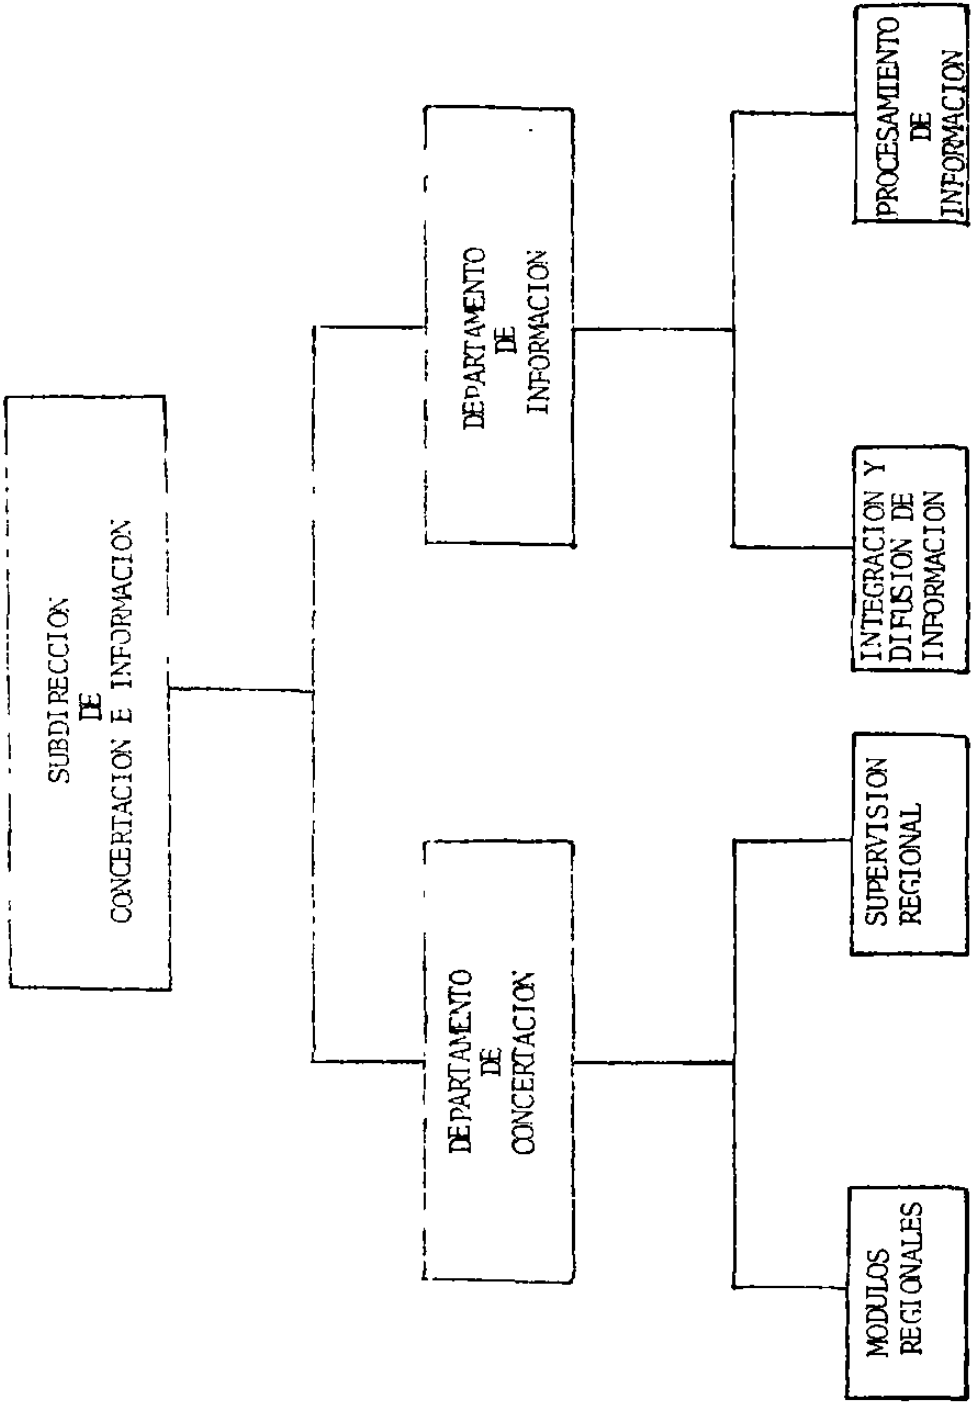 SUBDIRECCION
DE
CONCERTACION E INFORMACION
DEPARTAMENTO
DE
CONCERTACION
DEPARTAMENTO
DE
INFORMACION
MODULOS
REGIONALES
SUPERVISION
REGIONAL
INTEGRACION Y
DIFUSION DE
INFORMACION
PROCESAMIENTO
DE
INFORMACION